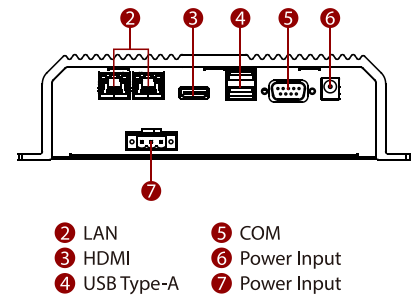 2 3 4 5 6
7
2 LAN 5 COM
3 HDMI 6 Power Input
4 USB Type-A 7 Power Input